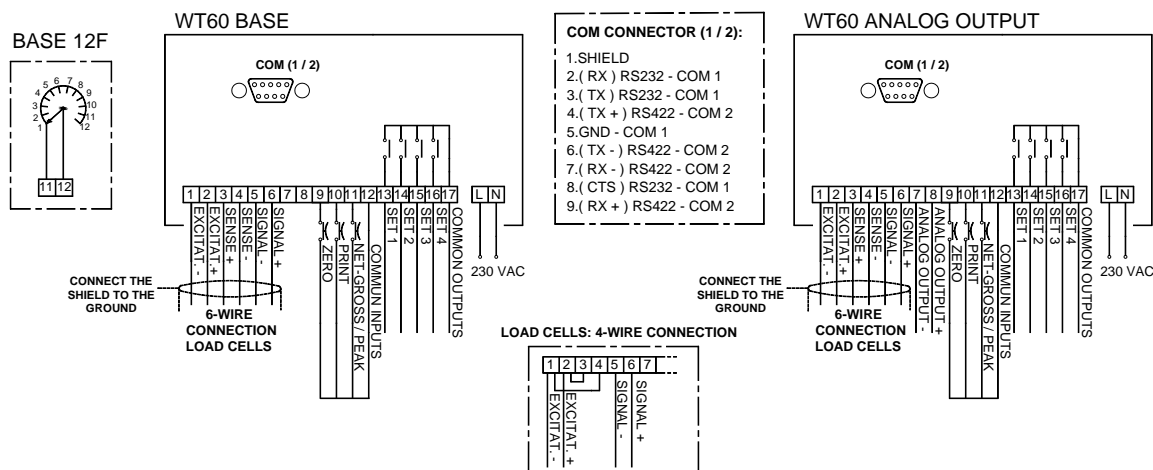 WT60 BASE
WT60 ANALOG OUTPUT
BASE 12F
1
2
3
4
5
6
7
8
9
10
11
12
11 12
COM (1 / 2)
1 2 3 4 5 6 7 8 9 10 11 12 13 14 15 16 17
L N
EXCITAT. -
EXCITAT. +
SENSE +
SENSE -
SIGNAL -
SIGNAL +
ZERO
PRINT
NET-GROSS / PEAK
COMMUN INPUTS
SET 1
SET 2
SET 3
SET 4
COMMON OUTPUTS
230 VAC
CONNECT THE
SHIELD TO THE
GROUND
6-WIRE
CONNECTION
LOAD CELLS
COM CONNECTOR (1 / 2):
1.SHIELD
2.( RX ) RS232 - COM 1
3.( TX ) RS232 - COM 1
4.( TX + ) RS422 - COM 2
5.GND - COM 1
6.( TX - ) RS422 - COM 2
7.( RX - ) RS422 - COM 2
8.( CTS ) RS232 - COM 1
9.( RX + ) RS422 - COM 2
LOAD CELLS: 4-WIRE CONNECTION
1 2 3 4 5 6 7
EXCITAT. -
EXCITAT. +
SIGNAL -
SIGNAL +
COM (1 / 2)
1 2 3 4 5 6 7 8 9 10 11 12 13 14 15 16 17
L N
EXCITAT. -
EXCITAT. +
SENSE +
SENSE -
SIGNAL -
SIGNAL +
ANALOG OUTPUT -
ANALOG OUTPUT +
ZERO
PRINT
NET-GROSS / PEAK
COMMUN INPUTS
SET 1
SET 2
SET 3
SET 4
COMMON OUTPUTS
230 VAC
CONNECT THE
SHIELD TO THE
GROUND
6-WIRE
CONNECTION
LOAD CELLS